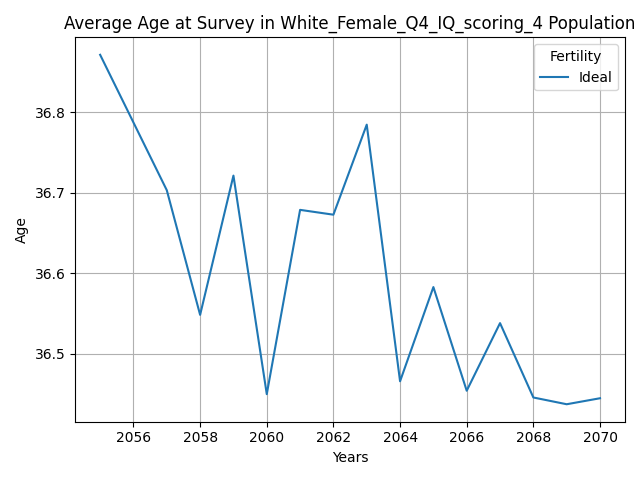 Average Age at Survey in White_Female_Q4_IQ_scoring_4 Population
Fertility
Ideal
36.8
36.7
36.6
36.5
Age
2056 2058 2060 2062 2064 2066 2068 2070
Years